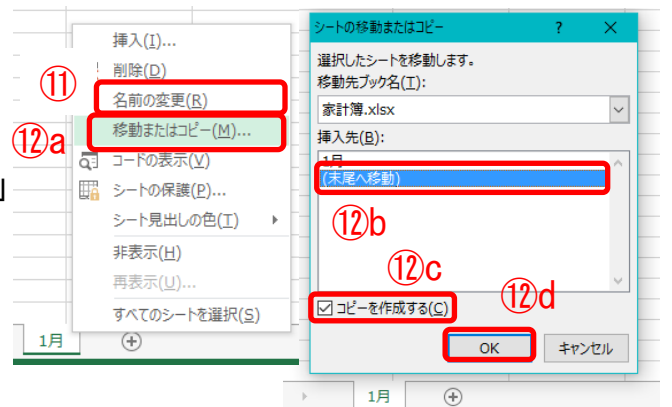 挿入(I)...
削除(D)
⑪
名前の変更(R)
⑫a
移動またはコピー(M)...
コードの表示(V)
」
シートの保護(P)...
シート見出しの色(T)
非表示(H)
再表示(U)...
すべてのシートを選択(S)
1月
シートの移動またはコピー ? ×
選択したシートを移動します。
移動先ブック名(T):
家計簿.xlsx
挿入先(B):
1月
(末尾へ移動)
⑫b
⑫c
☑コピーを作成する(C)
⑫d
OK キャンセル
1月